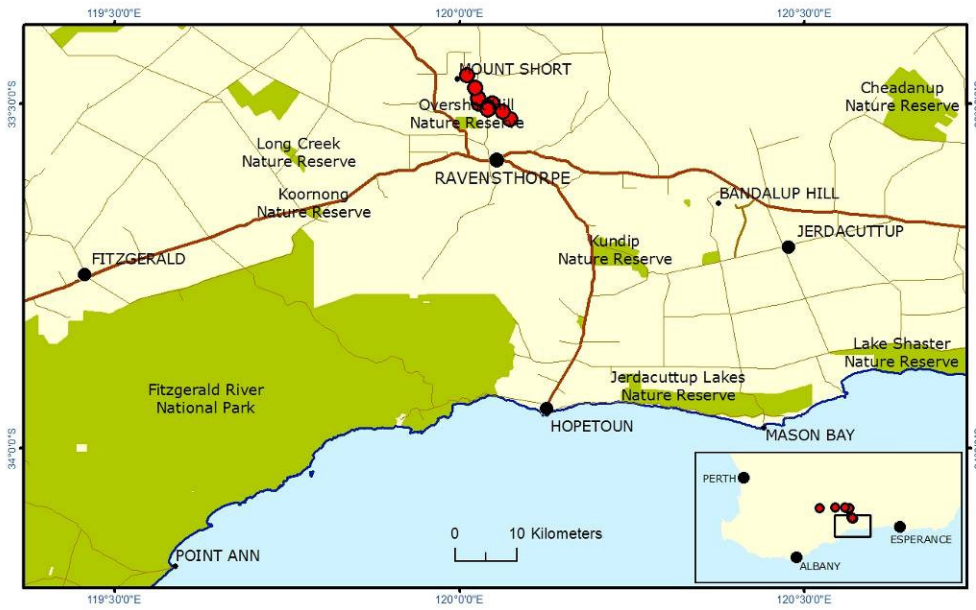 119°30'0"E 120°0'0"E 120°30'0"E
MOUNT SHORT
Cheadanup
Nature Reserve
33°30'0"S
Nature Reserve
Long Creek
Nature Reserve
RAVENSTHORPE
Koornong
Nature Reserve
BANDALUP HILL
JERDACUTTUP
Kundip
Nature Reserve
FITZGERALD
Lake Shaster
Nature Reserve
Fitzgerald River
National Park
Jerdacuttup Lakes
Nature Reserve
HOPETOUN
MASON BAY
34°0'0"S
PERTH
ESPERANCE
ALBANY
0 10 Kilometers
POINT ANN
119°30'0"E 120°0'0"E 120°30'0"E